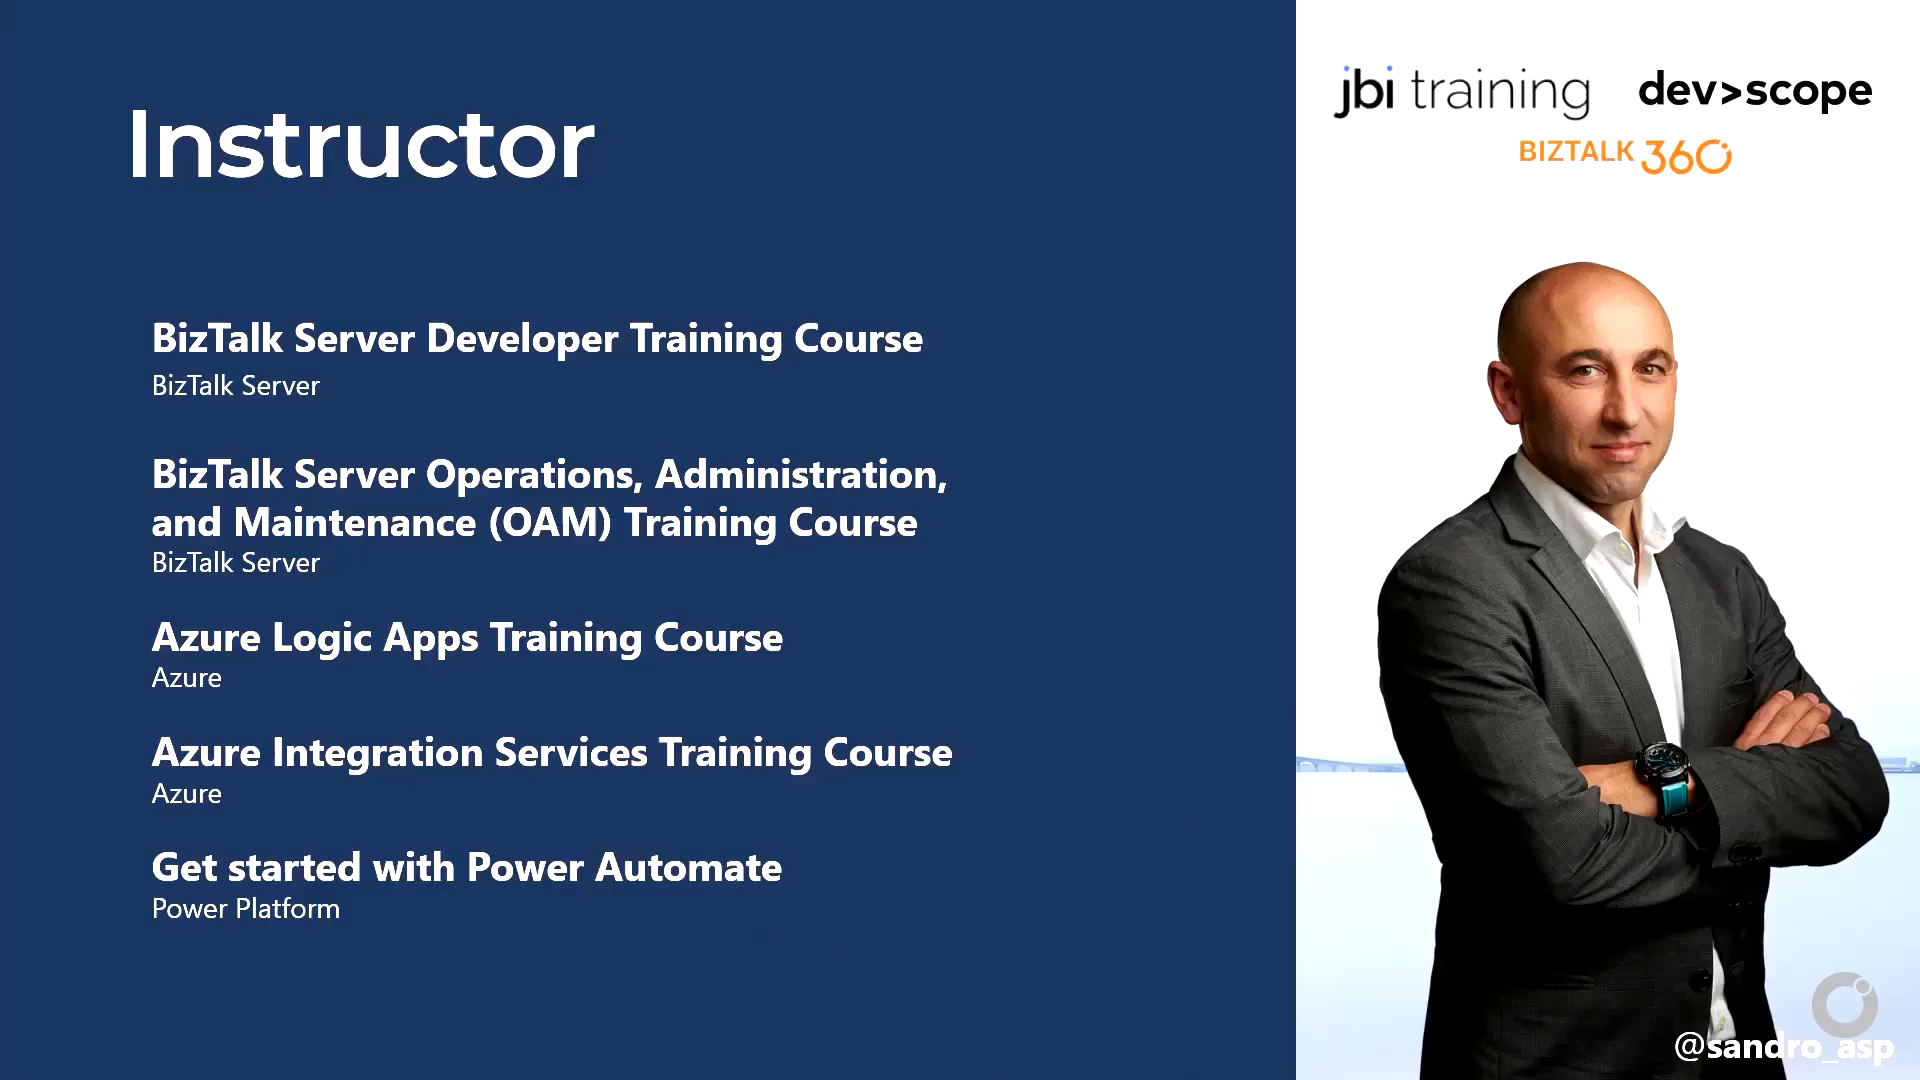 Instructor
BizTalk Server Developer Training Course
BizTalk Server
BizTalk Server Operations, Administration,
and Maintenance (OAM) Training Course
BizTalk Server
Azure Logic Apps Training Course
Azure
Azure Integration Services Training Course
Azure
Get started with Power Automate
Power Platform
jbi training
dev>scope
BIZTALK 360
@sandro_asp